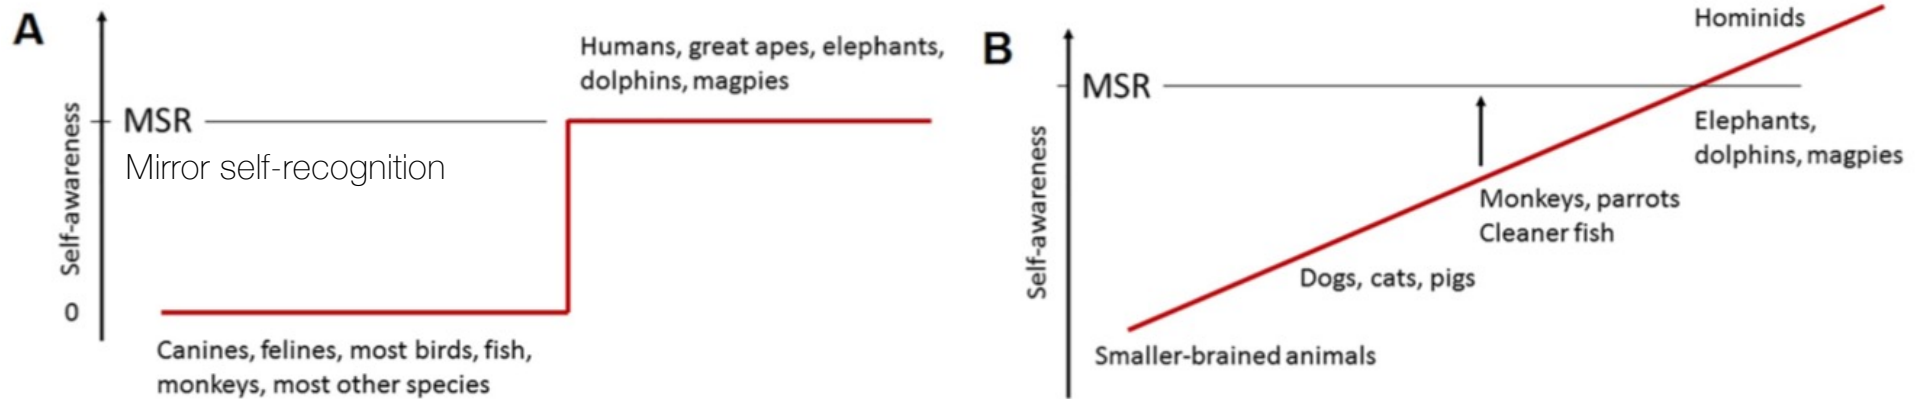 A
Humans, great apes, elephants,
dolphins, magpies
MSR
Mirror self-recognition
Self-awareness
0
Canines, felines, most birds, fish,
monkeys, most other species
B
Hominids
MSR
Elephants,
dolphins, magpies
Self-awareness
Monkeys, parrots
Cleaner fish
Dogs, cats, pigs
Smaller-brained animals